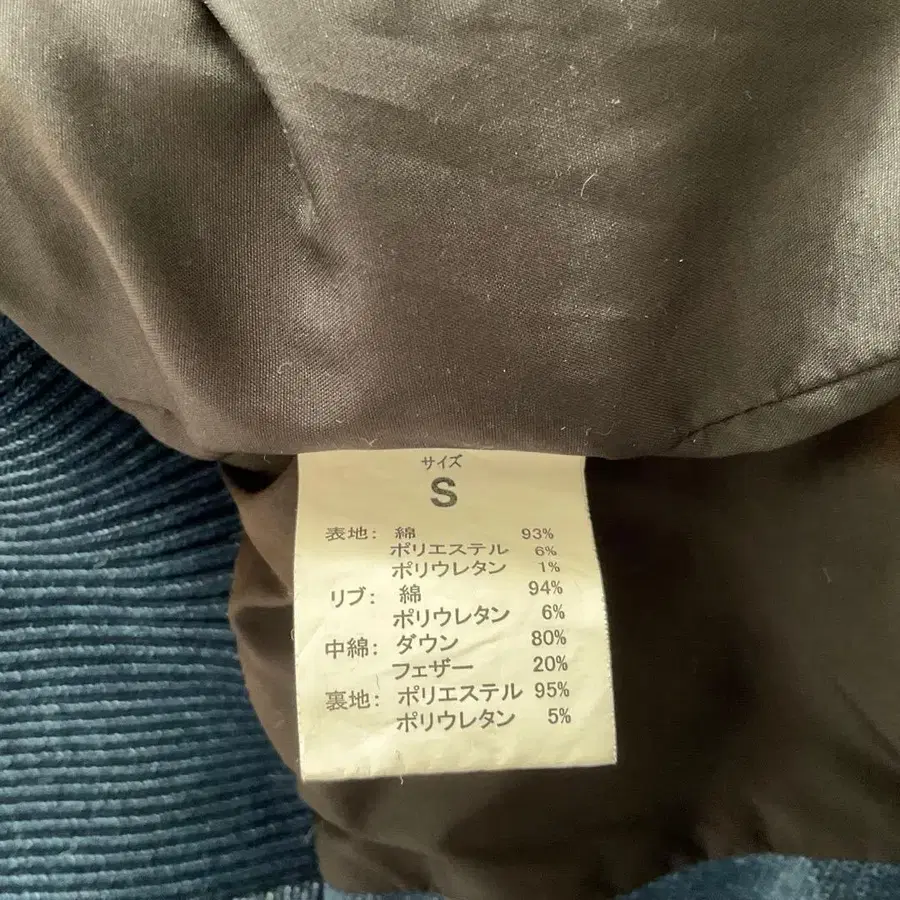 サイズ
S
表地: 綿 93%
ポリエステル 6%
ポリウレタン 1%
リブ: 綿 94%
ポリウレタン 6%
中綿: ダウン 80%
フェザー 20%
裏地: ポリエステル 95%
ポリウレタン 5%